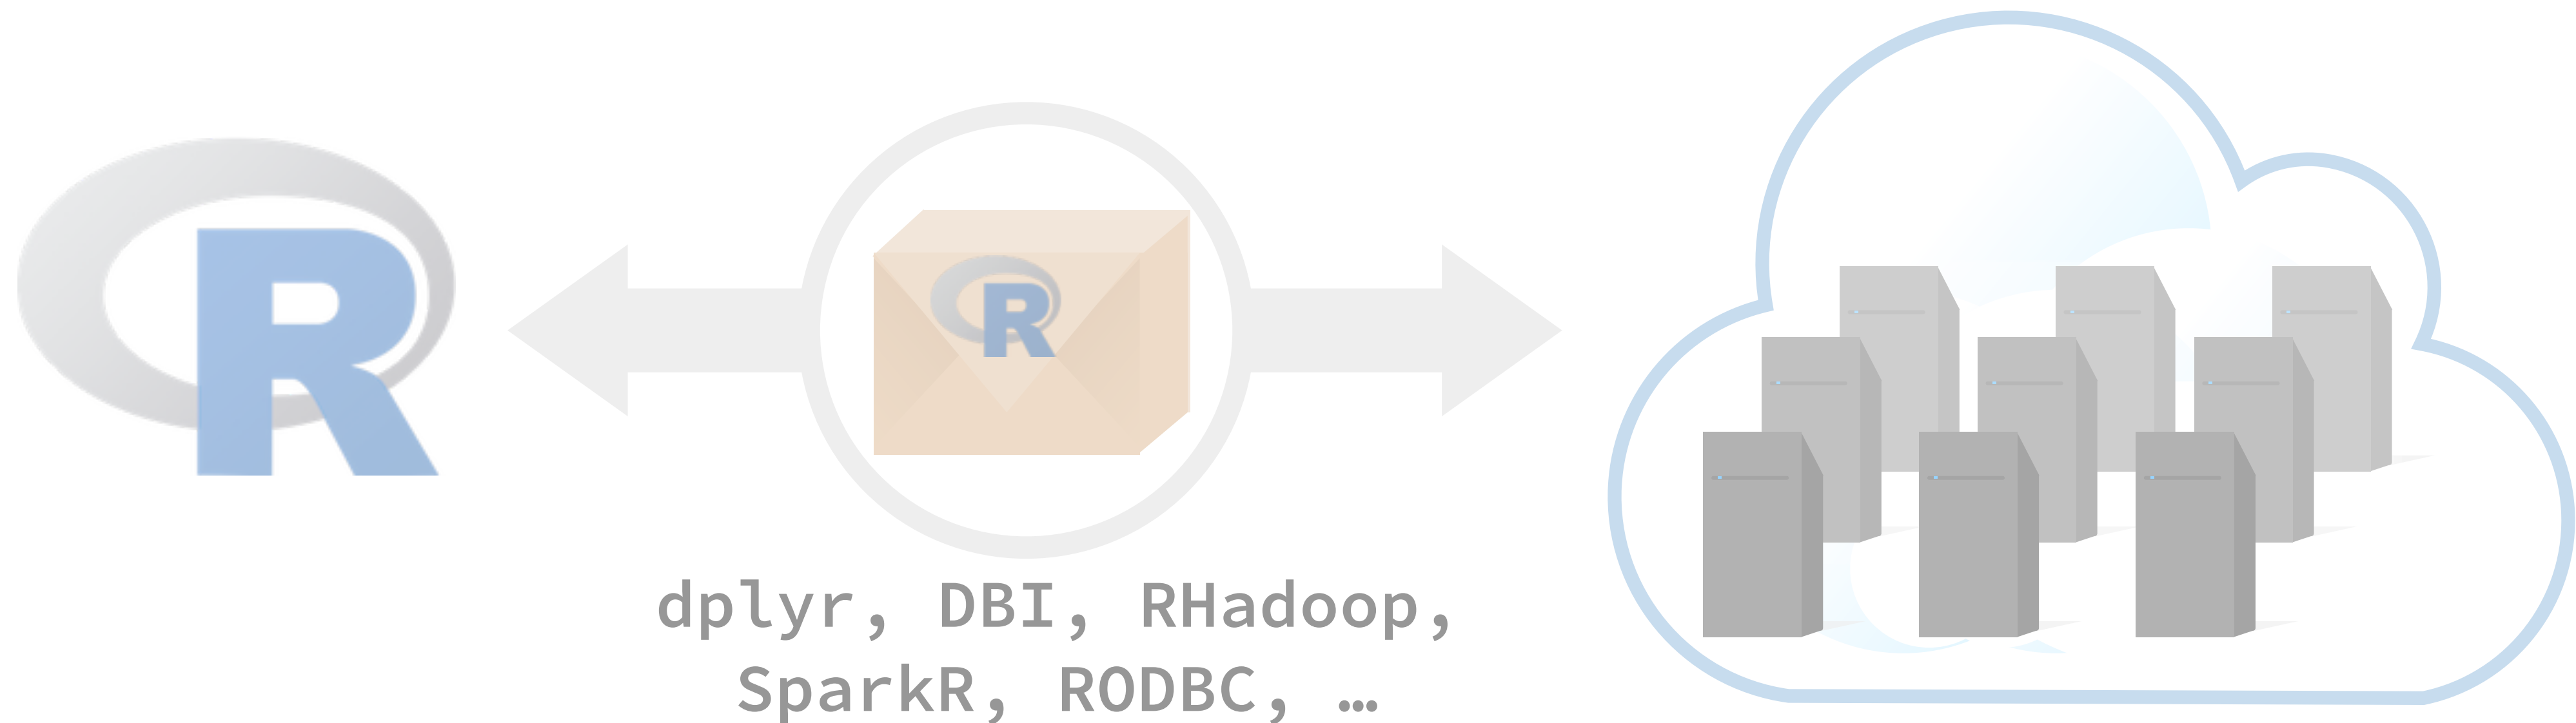 R
R
dplyr, DBI, RHadoop,
SparkR, RODBC, …